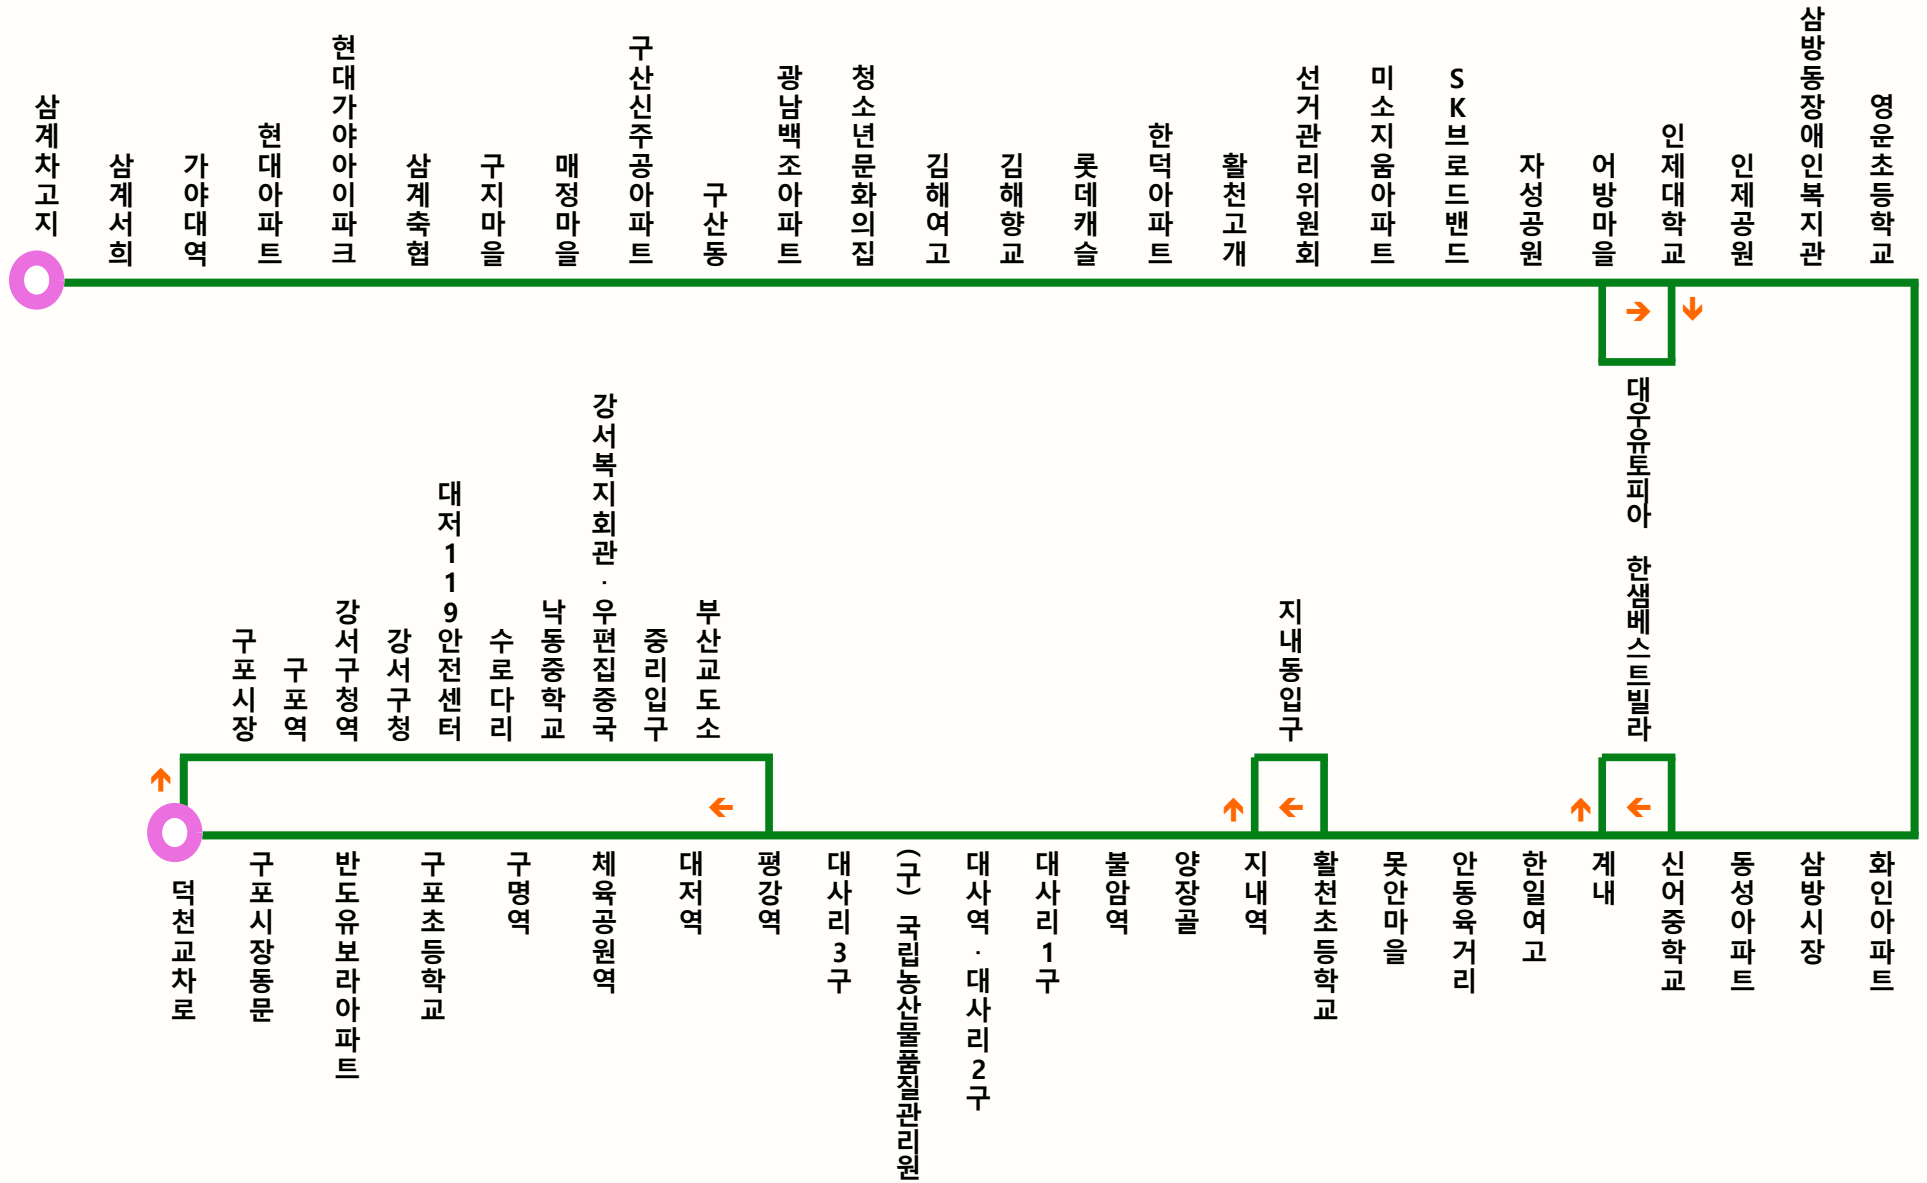 삼계차고지
삼계서희
가야대역
현대아파트
현대가야아이파크
삼계축협
구지마을
매정마을
구산신주공아파트
구산동
광남백조아파트
청소년문화의집
김해여고
김해향교
롯데캐슬
한덕아파트
활천고개
선거관리위원회
미소지움아파트
SK브로드밴드
자성공원
어방마을
인제대학교
인제공원
삼방동장애인복지관
영운초등학교
대우유토피아
한샘베스트빌라
구포시장
구포역
강서구청역
강서구청
대저119안전센터
수로다리
낙동중학교
강서복지회관·우편집중국
중리입구
부산교도소
지내동입구
덕천교차로
구포시장동문
반도유보라아파트
구포초등학교
구명역
체육공원역
대저역
평강역
대사리3구
(구) 국립농산물품질관리원
대사역·대사리2구
대사리1구
불암역
양장골
지내역
활천초등학교
못안마을
안동육거리
한일여고
계내
신어중학교
동성아파트
삼방시장
화인아파트